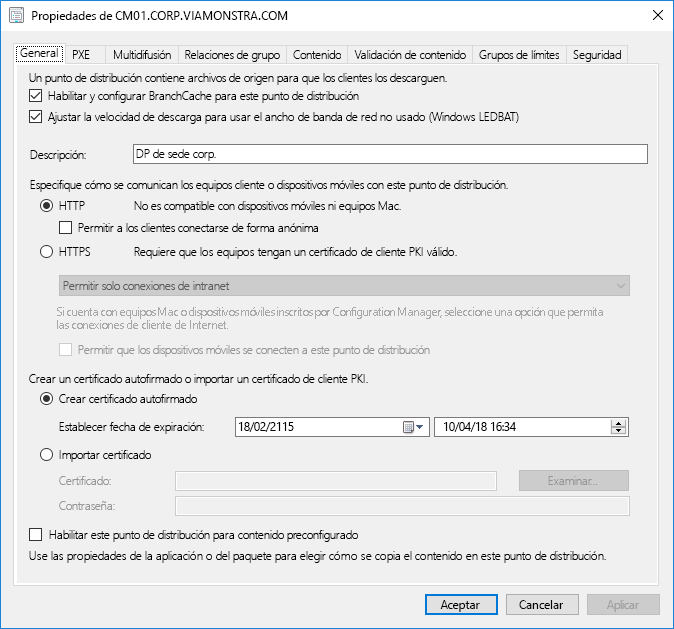 Propiedades de CM01.CORP.VIAMONSTRA.COM
General PXE Multidifusión Relaciones de grupo Contenido Validación de contenido Grupos de límites Seguridad
Un punto de distribución contiene archivos de origen para que los clientes los descarguen.
Habilitar y configurar BranchCache para este punto de distribución
Ajustar la velocidad de descarga para usar el ancho de banda de red no usado (Windows LEDBAT)
Descripción: DP de sede corp.
Especifique cómo se comunican los equipos cliente o dispositivos móviles con este punto de distribución.
HTTP No es compatible con dispositivos móviles ni equipos Mac.
Permitir a los clientes conectarse de forma anónima
HTTPS Requiere que los equipos tengan un certificado de cliente PKI válido.
Permitir solo conexiones de intranet
Si cuenta con equipos Mac o dispositivos móviles inscritos por Configuration Manager, seleccione una opción que permita
las conexiones de cliente de Internet.
Permitir que los dispositivos móviles se conecten a este punto de distribución
Crear un certificado autofirmado o importar un certificado de cliente PKI.
Crear certificado autofirmado
Establecer fecha de expiración: 18/02/2115 10/04/18 16:34
Importar certificado
Certificado: Examinar...
Contraseña:
Habilitar este punto de distribución para contenido preconfigurado
Use las propiedades de la aplicación o del paquete para elegir cómo se copia el contenido en este punto de distribución.
Aceptar Cancelar Aplicar